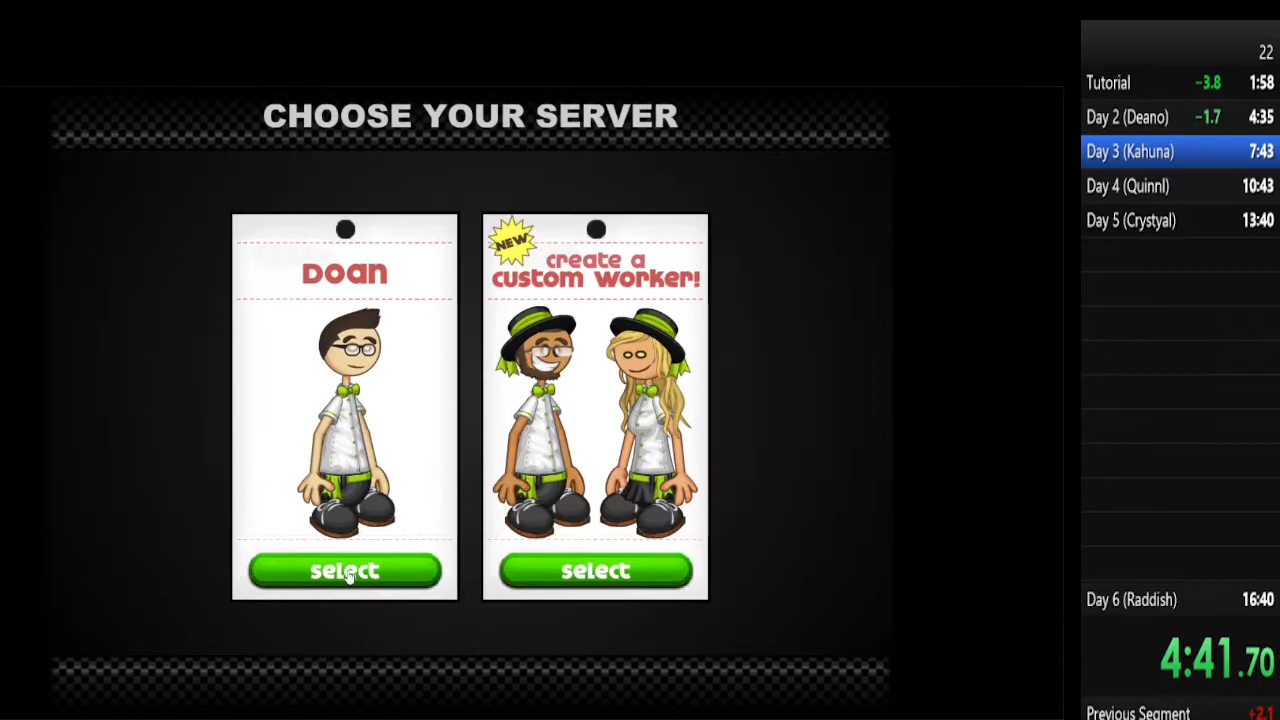 22
Tutorial −3.8 1:58
Day 2 (Deano) −1.7 4:35
Day 3 (Kahuna) 7:43
Day 4 (Quinnl) 10:43
Day 5 (Crystyal) 13:40
Day 6 (Raddish) 16:40
4:41.70
Previous Segment +2.1
CHOOSE YOUR SERVER
Doan
select
NEW
create a
custom worker!
select